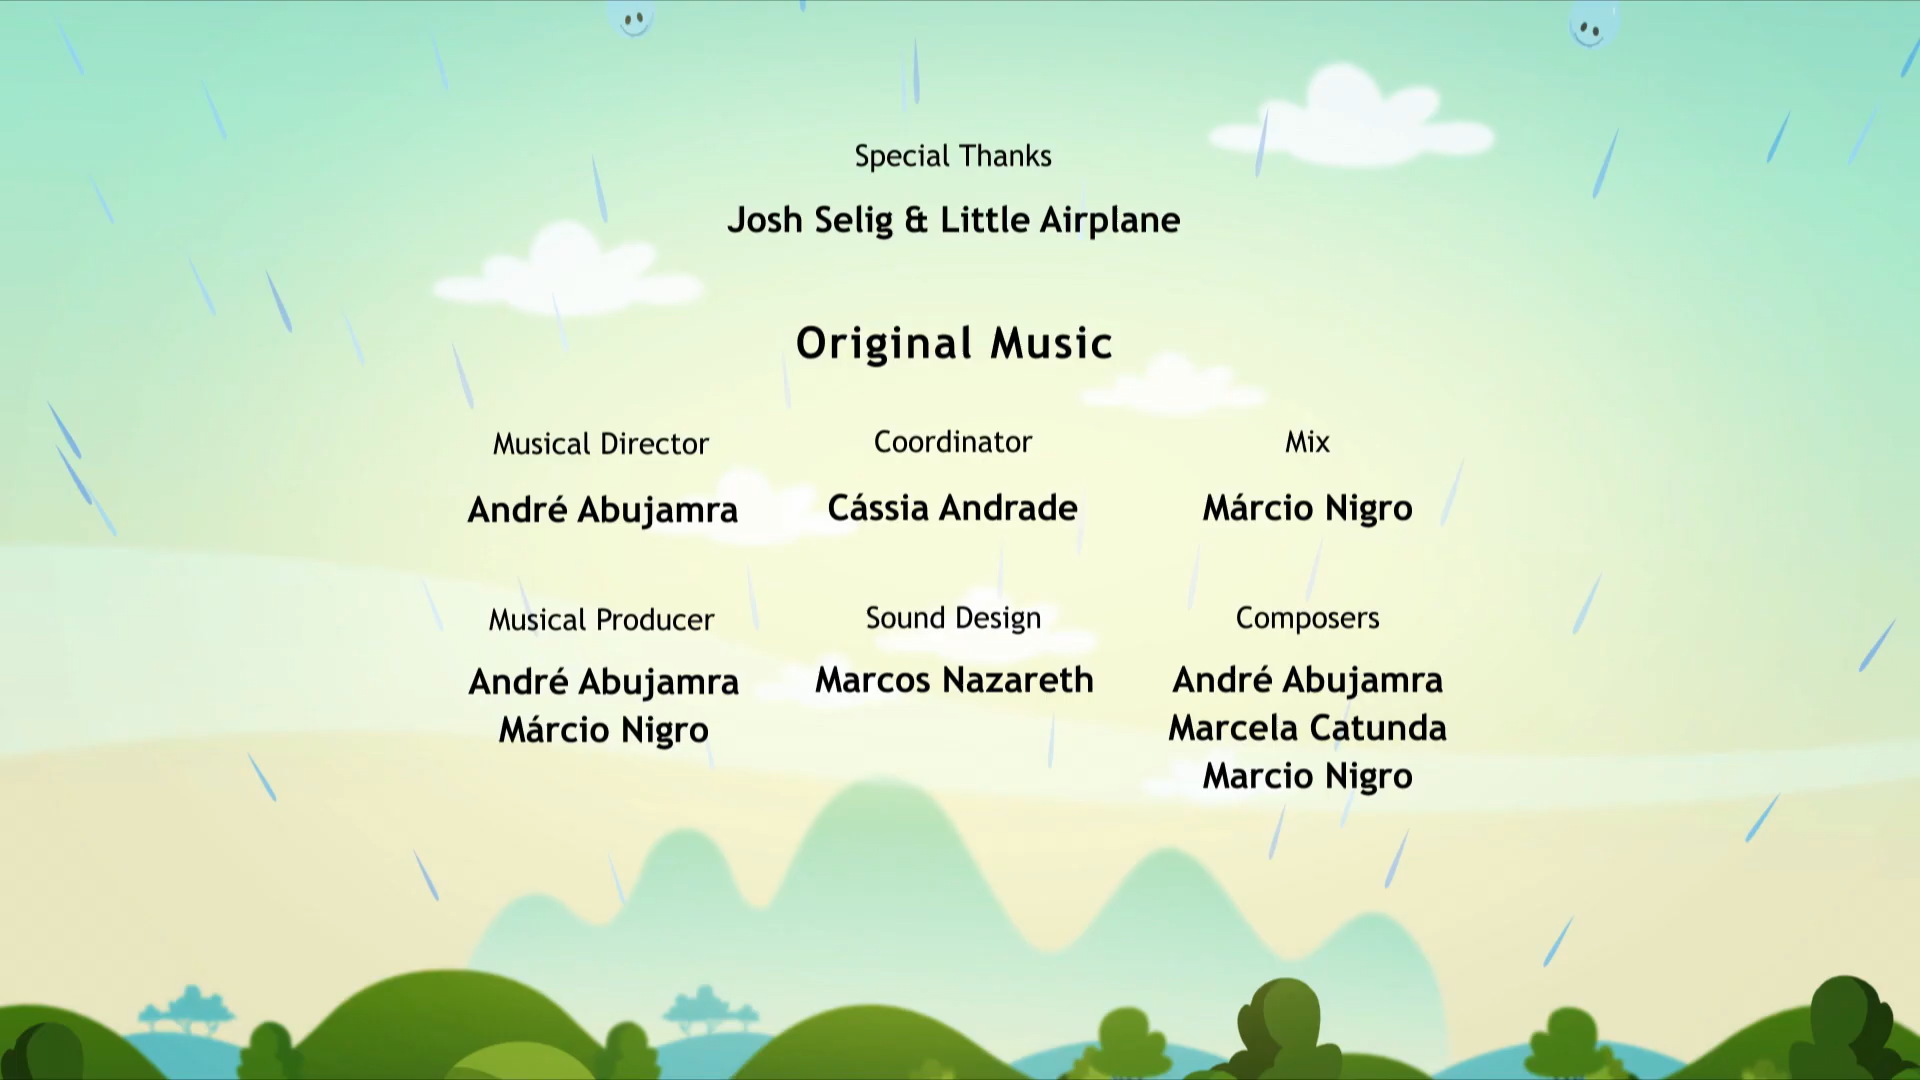 Special Thanks
Josh Selig & Little Airplane
Original Music
Musical Director
André Abujamra
Coordinator
Cássia Andrade
Mix
Márcio Nigro
Musical Producer
André Abujamra
Márcio Nigro
Sound Design
Marcos Nazareth
Composers
André Abujamra
Marcela Catunda
Marcio Nigro